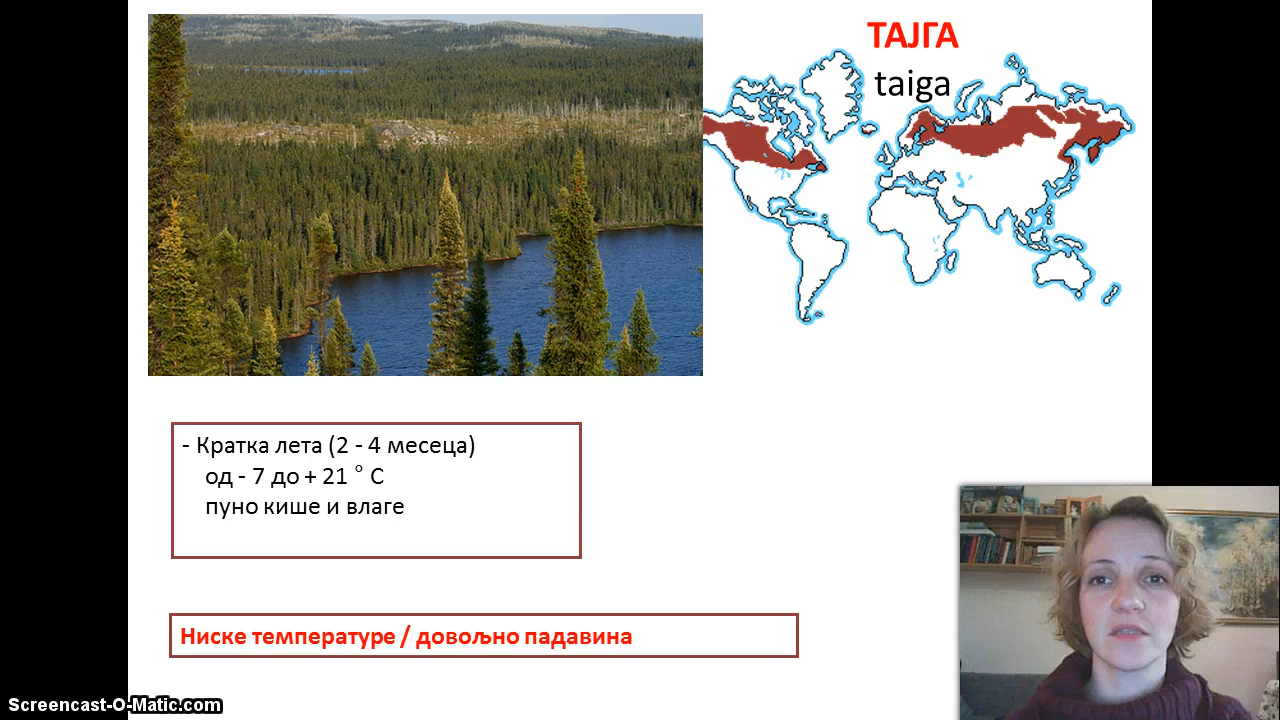 ТАЈГА
taiga
- Кратка лета (2 - 4 месеца)
од - 7 до + 21 ° C
пуно кише и влаге
Ниске температуре / довољно падавина
Screencast-O-Matic.com